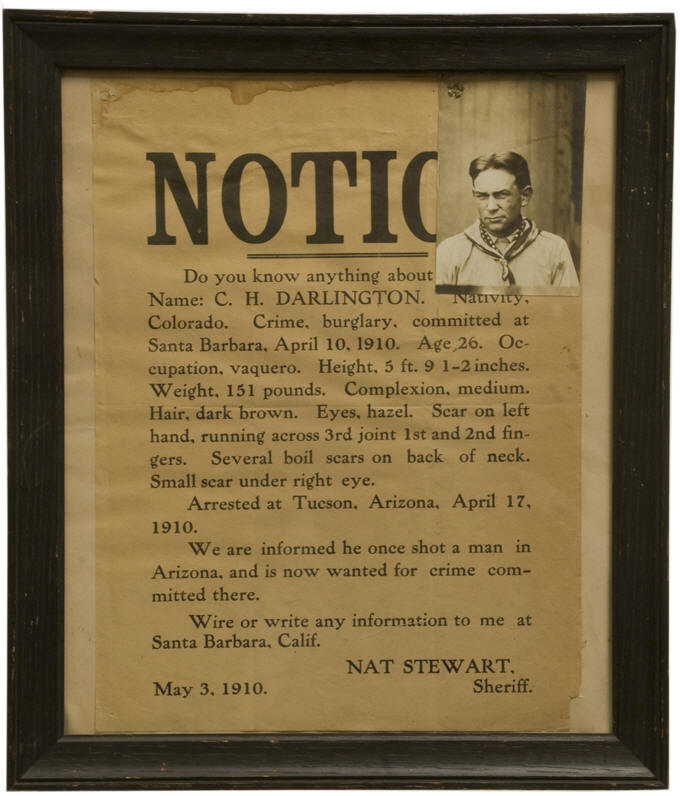 NOTIC
Do you know anything about
Name: C. H. DARLINGTON. Nativity,
Colorado. Crime, burglary, committed at
Santa Barbara, April 10, 1910. Age 26. Oc-
cupation, vaquero. Height, 5 ft. 9 1-2 inches.
Weight, 151 pounds. Complexion, medium.
Hair, dark brown. Eyes, hazel. Scar on left
hand, running across 3rd joint 1st and 2nd fin-
gers. Several boil scars on back of neck.
Small scar under right eye.
Arrested at Tucson, Arizona, April 17,
1910.
We are informed he once shot a man in
Arizona, and is now wanted for crime com-
mitted there.
Wire or write any information to me at
Santa Barbara, Calif.
NAT STEWART,
May 3, 1910. Sheriff.